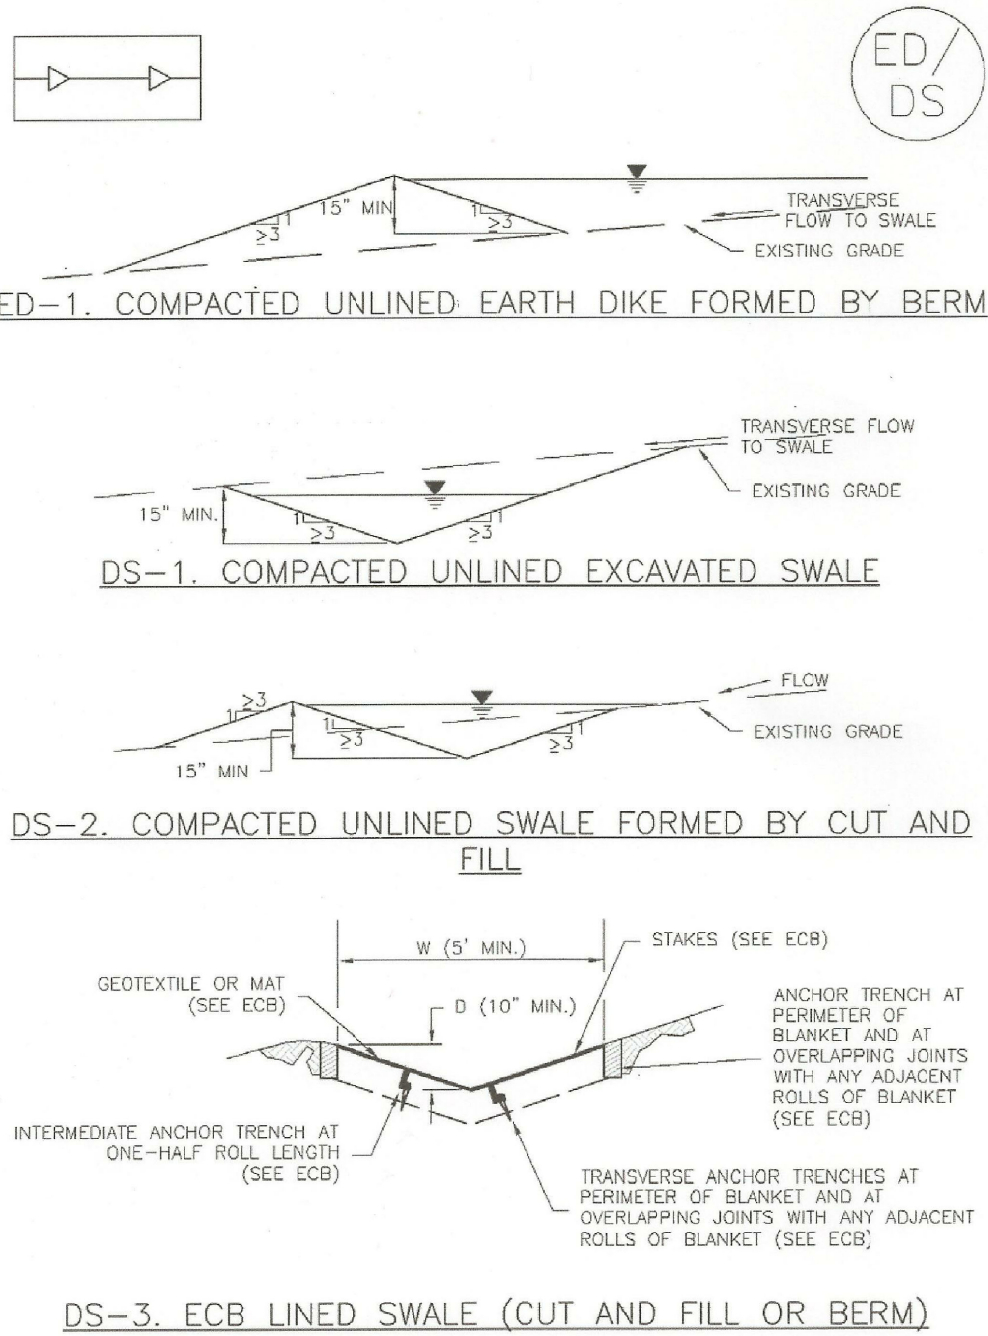 ED/
DS
15" MIN
1
≥3
1
≥3
TRANSVERSE
FLOW TO SWALE
EXISTING GRADE
ED-1. COMPACTED UNLINED EARTH DIKE FORMED BY BERM
TRANSVERSE FLOW
TO SWALE
EXISTING GRADE
15" MIN.
1
≥3
1
≥3
DS-1. COMPACTED UNLINED EXCAVATED SWALE
≥3
1
FLOW
1
≥3
1
≥3
EXISTING GRADE
15" MIN
DS-2. COMPACTED UNLINED SWALE FORMED BY CUT AND
FILL
W (5' MIN.)
STAKES (SEE ECB)
GEOTEXTILE OR MAT
(SEE ECB)
D (10" MIN.)
ANCHOR TRENCH AT
PERIMETER OF
BLANKET AND AT
OVERLAPPING JOINTS
WITH ANY ADJACENT
ROLLS OF BLANKET
(SEE ECB)
INTERMEDIATE ANCHOR TRENCH AT
ONE-HALF ROLL LENGTH
(SEE ECB)
TRANSVERSE ANCHOR TRENCHES AT
PERIMETER OF BLANKET AND AT
OVERLAPPING JOINTS WITH ANY ADJACENT
ROLLS OF BLANKET (SEE ECB)
DS-3. ECB LINED SWALE (CUT AND FILL OR BERM)